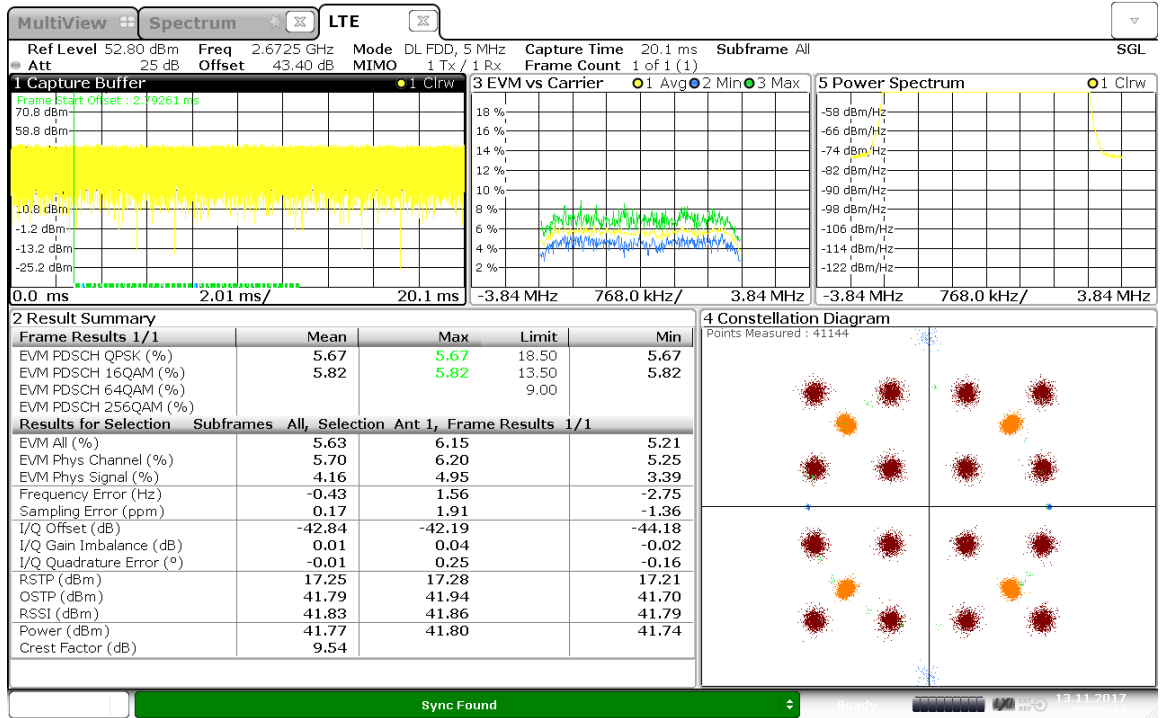 MultiView Spectrum LTE
Ref Level 52.80 dBm Freq 2.6725 GHz Mode DL FDD, 5 MHz Capture Time 20.1 ms Subframe All SGL
Att 25 dB Offset 43.40 dB MIMO 1 Tx / 1 Rx Frame Count 1 of 1 (1)
1 Capture Buffer 1 Clrw
Frame Start Offset : 2.79261 ms
70.8 dBm
58.8 dBm
10.8 dBm
-1.2 dBm
-13.2 dBm
-25.2 dBm
0.0 ms 2.01 ms/ 20.1 ms
3 EVM vs Carrier 1 Avg 2 Min 3 Max
18 %
16 %
14 %
12 %
10 %
8 %
6 %
4 %
2 %
-3.84 MHz 768.0 kHz/ 3.84 MHz
5 Power Spectrum 1 Clrw
-58 dBm/Hz
-66 dBm/Hz
-74 dBm/Hz
-82 dBm/Hz
-90 dBm/Hz
-98 dBm/Hz
-106 dBm/Hz
-114 dBm/Hz
-122 dBm/Hz
-3.84 MHz 768.0 kHz/ 3.84 MHz
2 Result Summary
Frame Results 1/1 Mean Max Limit Min
EVM PDSCH QPSK (%) 5.67 5.67 18.50 5.67
EVM PDSCH 16QAM (%) 5.82 5.82 13.50 5.82
EVM PDSCH 64QAM (%) 9.00
EVM PDSCH 256QAM (%)
Results for Selection Subframes All, Selection Ant 1, Frame Results 1/1
EVM All (%) 5.63 6.15 5.21
EVM Phys Channel (%) 5.70 6.20 5.25
EVM Phys Signal (%) 4.16 4.95 3.39
Frequency Error (Hz) -0.43 1.56 -2.75
Sampling Error (ppm) 0.17 1.91 -1.36
I/Q Offset (dB) -42.84 -42.19 -44.18
I/Q Gain Imbalance (dB) 0.01 0.04 -0.02
I/Q Quadrature Error (°) -0.01 0.25 -0.16
RSTP (dBm) 17.25 17.28 17.21
OSTP (dBm) 41.79 41.94 41.70
RSSI (dBm) 41.83 41.86 41.79
Power (dBm) 41.77 41.80 41.74
Crest Factor (dB) 9.54
4 Constellation Diagram
Points Measured : 41144
Sync Found Ready LXI EXT REF 13.11.2017